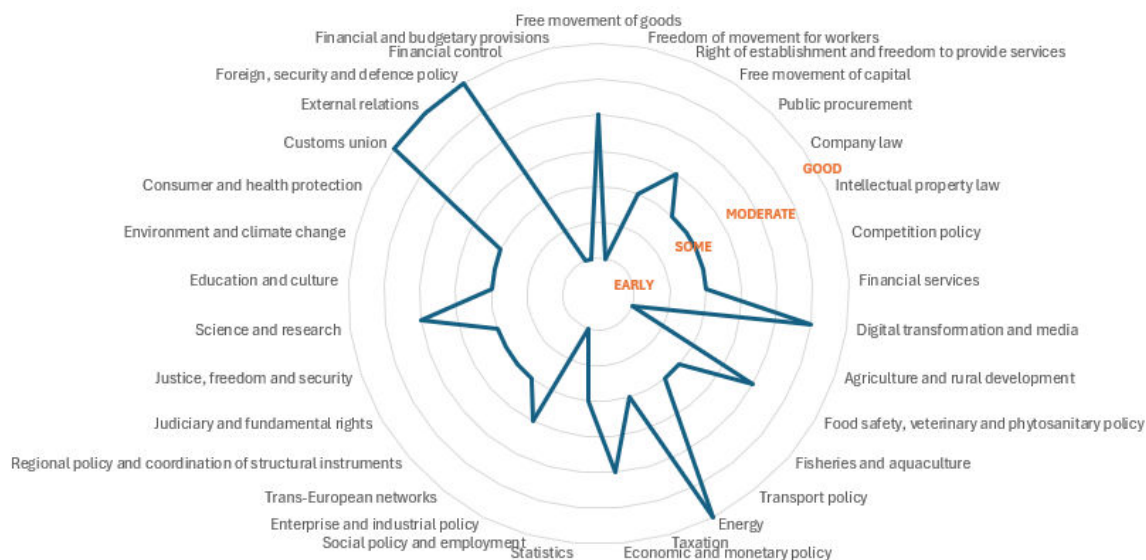 Free movement of goods
Freedom of movement for workers
Right of establishment and freedom to provide services
Free movement of capital
Public procurement
Company law
Intellectual property law
Competition policy
Financial services
Digital transformation and media
Agriculture and rural development
Food safety, veterinary and phytosanitary policy
Fisheries and aquaculture
Transport policy
Energy
Taxation
Economic and monetary policy
Statistics
Social policy and employment
Enterprise and industrial policy
Trans-European networks
Regional policy and coordination of structural instruments
Judiciary and fundamental rights
Justice, freedom and security
Science and research
Education and culture
Environment and climate change
Consumer and health protection
Customs union
External relations
Foreign, security and defence policy
Financial control
Financial and budgetary provisions
GOOD
MODERATE
SOME
EARLY